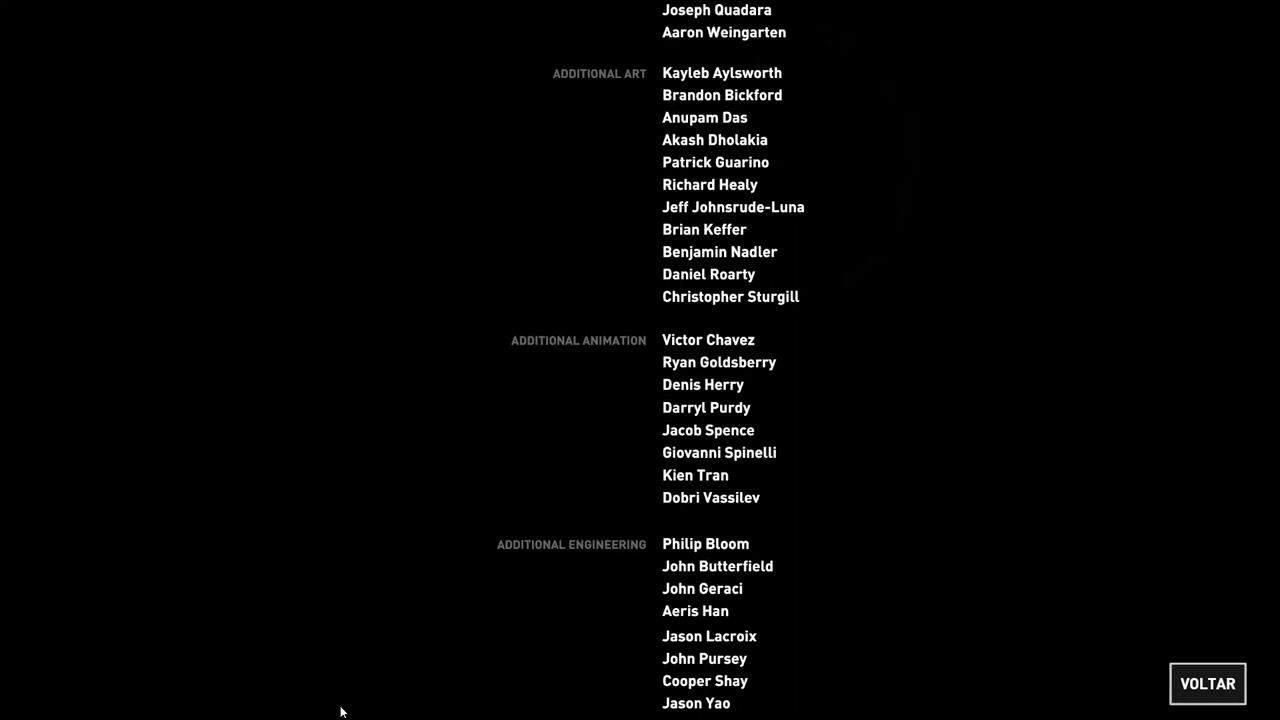 Joseph Quadara
Aaron Weingarten
ADDITIONAL ART Kayleb Aylsworth
Brandon Bickford
Anupam Das
Akash Dholakia
Patrick Guarino
Richard Healy
Jeff Johnsrude-Luna
Brian Keffer
Benjamin Nadler
Daniel Roarty
Christopher Sturgill
ADDITIONAL ANIMATION Victor Chavez
Ryan Goldsberry
Denis Herry
Darryl Purdy
Jacob Spence
Giovanni Spinelli
Kien Tran
Dobri Vassilev
ADDITIONAL ENGINEERING Philip Bloom
John Butterfield
John Geraci
Aeris Han
Jason Lacroix
John Pursey
Cooper Shay
Jason Yao
VOLTAR